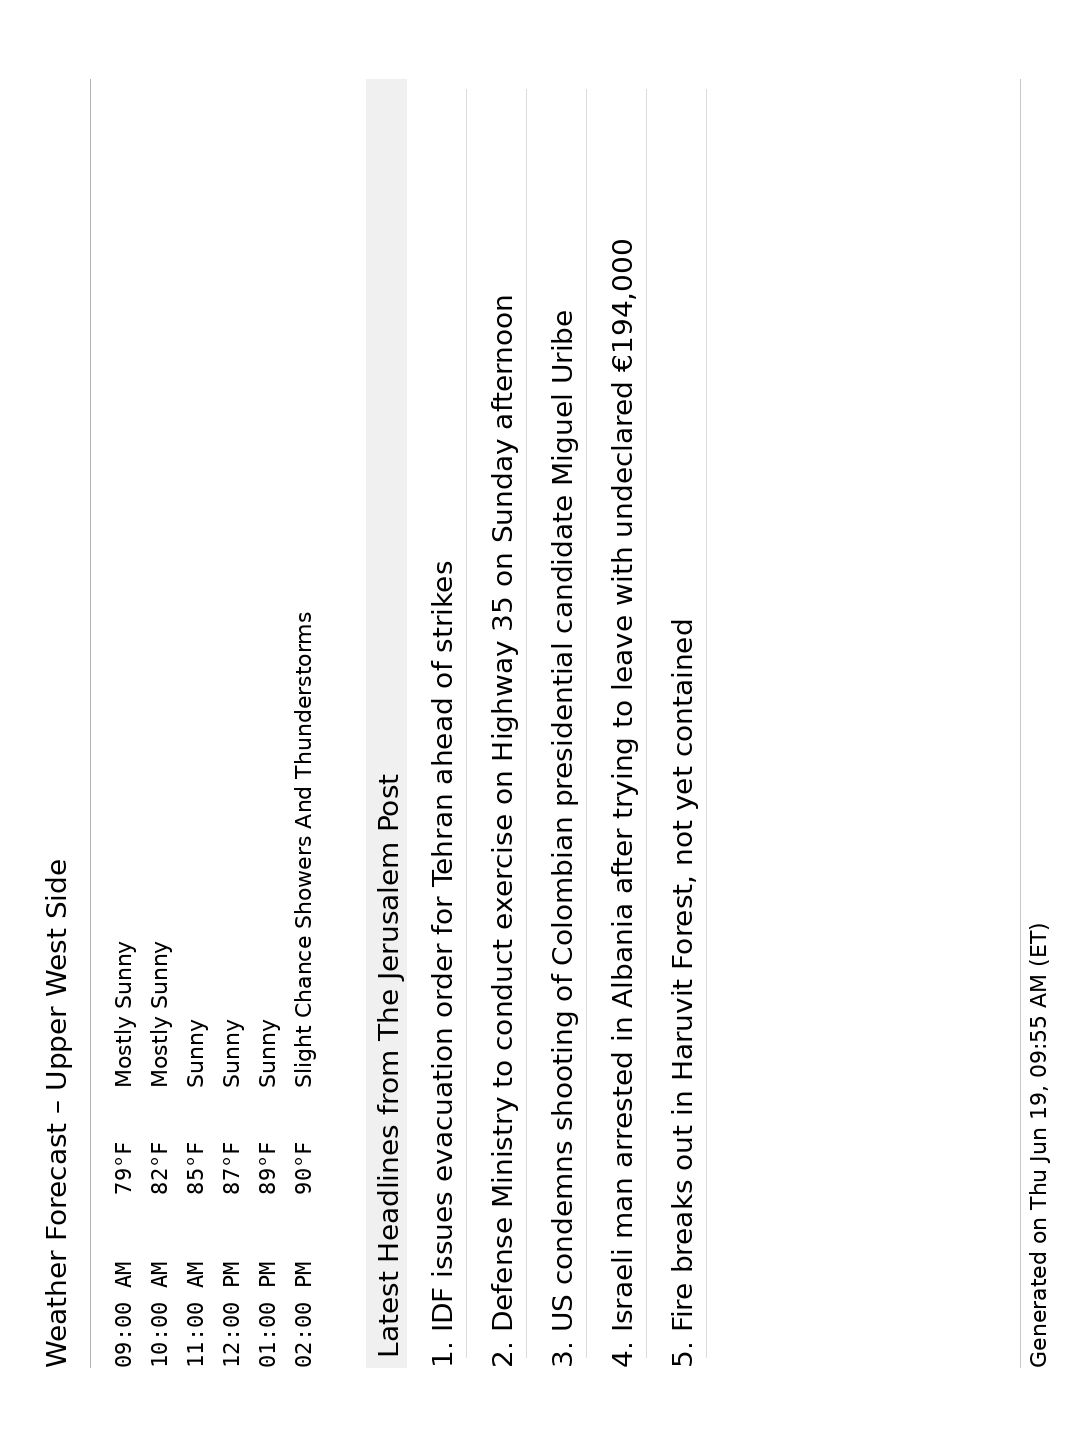 Weather Forecast – Upper West Side
09:00 AM 79°F Mostly Sunny
10:00 AM 82°F Mostly Sunny
11:00 AM 85°F Sunny
12:00 PM 87°F Sunny
01:00 PM 89°F Sunny
02:00 PM 90°F Slight Chance Showers And Thunderstorms
Latest Headlines from The Jerusalem Post
1. IDF issues evacuation order for Tehran ahead of strikes
2. Defense Ministry to conduct exercise on Highway 35 on Sunday afternoon
3. US condemns shooting of Colombian presidential candidate Miguel Uribe
4. Israeli man arrested in Albania after trying to leave with undeclared €194,000
5. Fire breaks out in Haruvit Forest, not yet contained
Generated on Thu Jun 19, 09:55 AM (ET)